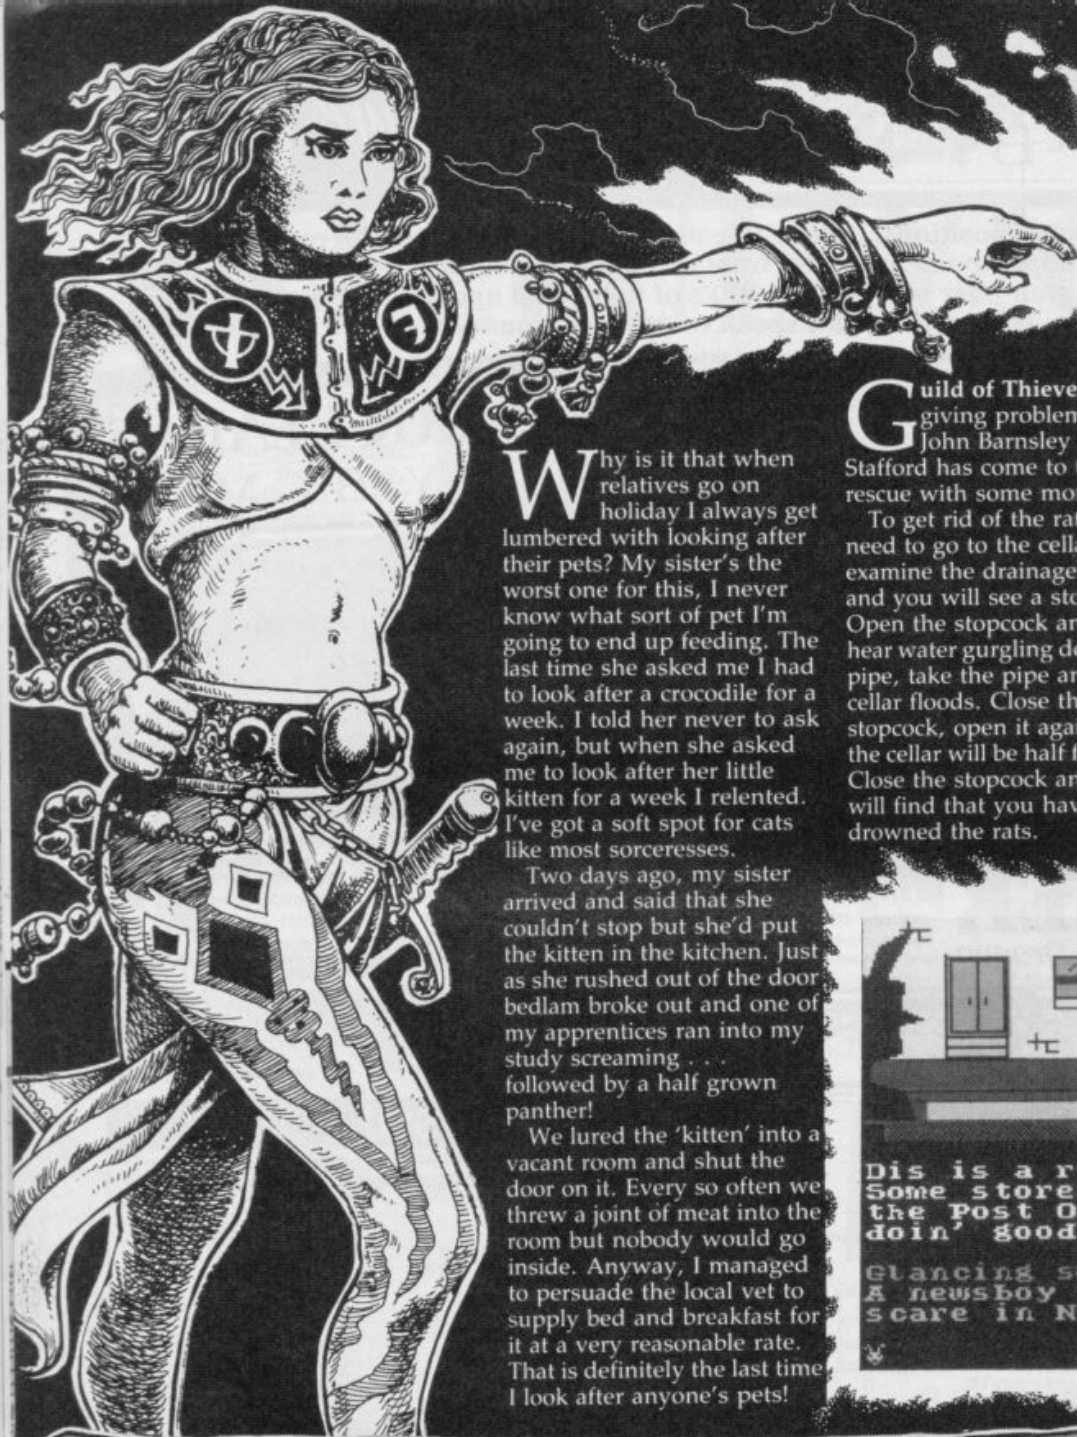 Why is it that when
relatives go on
holiday I always get
lumbered with looking after
their pets? My sister's the
worst one for this, I never
know what sort of pet I'm
going to end up feeding. The
last time she asked me I had
to look after a crocodile for a
week. I told her never to ask
again, but when she asked
me to look after her little
kitten for a week I relented.
I've got a soft spot for cats
like most sorceresses.
Two days ago, my sister
arrived and said that she
couldn't stop but she'd put
the kitten in the kitchen. Just
as she rushed out of the door
bedlam broke out and one of
my apprentices ran into my
study screaming . . .
followed by a half grown
panther!
We lured the 'kitten' into a
vacant room and shut the
door on it. Every so often we
threw a joint of meat into the
room but nobody would go
inside. Anyway, I managed
to persuade the local vet to
supply bed and breakfast for
it at a very reasonable rate.
That is definitely the last time
I look after anyone's pets!
Guild of Thieve
giving problem
John Barnsley
Stafford has come to
rescue with some mo
To get rid of the rat
need to go to the cella
examine the drainage
and you will see a sto
Open the stopcock an
hear water gurgling do
pipe, take the pipe an
cellar floods. Close th
stopcock, open it aga
the cellar will be half f
Close the stopcock an
will find that you hav
drowned the rats.
Dis is a r
Some store
the Post O
doin' good
Glancing s
A newsboy
scare in N